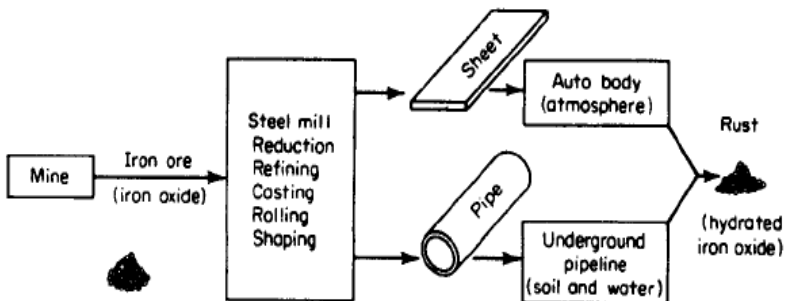 Mine
Iron ore
(iron oxide)
Steel mill
Reduction
Refining
Casting
Rolling
Shaping
Sheet
Pipe
Auto body
(atmosphere)
Underground
pipeline
(soil and water)
Rust
(hydrated
iron oxide)